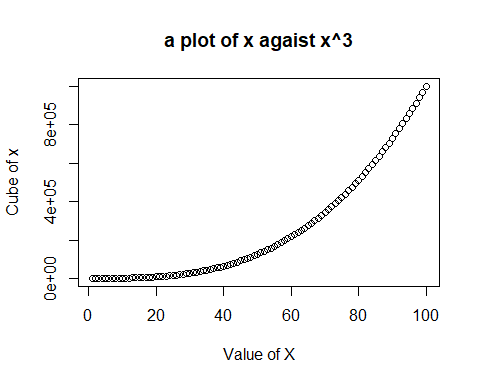 a plot of x agaist x^3
Cube of x
8e+05
4e+05
0e+00
0 20 40 60 80 100
Value of X